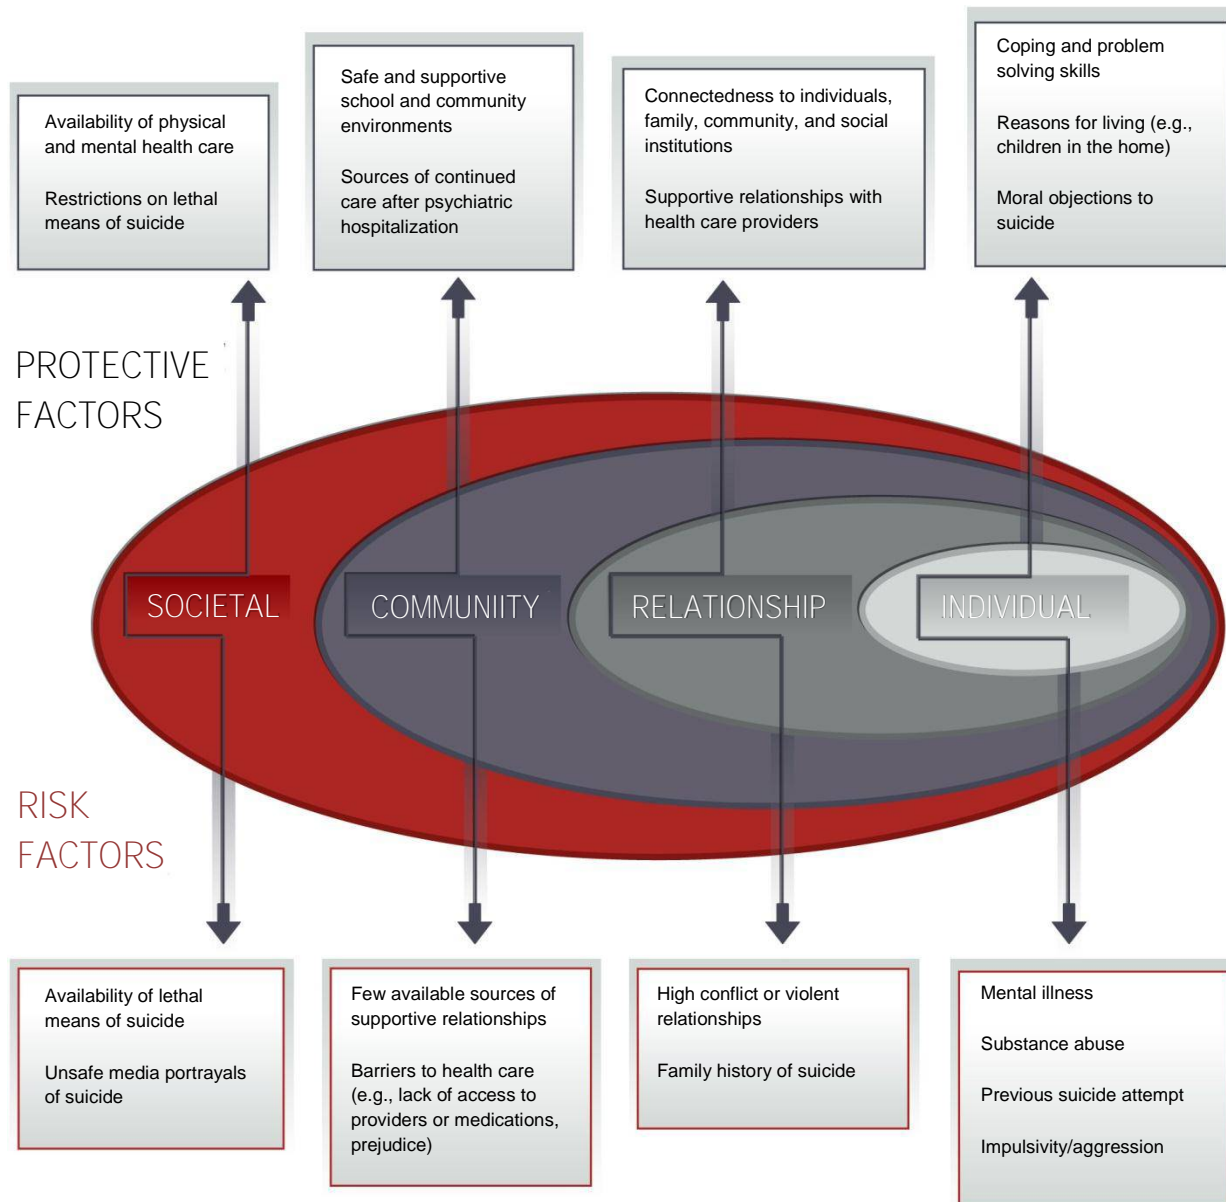 Availability of physical
and mental health care
Restrictions on lethal
means of suicide
Safe and supportive
school and community
environments
Sources of continued
care after psychiatric
hospitalization
Connectedness to individuals,
family, community, and social
institutions
Supportive relationships with
health care providers
Coping and problem
solving skills
Reasons for living (e.g.,
children in the home)
Moral objections to
suicide
PROTECTIVE
FACTORS
SOCIETAL
COMMUNIITY
RELATIONSHIP
INDIVIDUAL
RISK
FACTORS
Availability of lethal
means of suicide
Unsafe media portrayals
of suicide
Few available sources of
supportive relationships
Barriers to health care
(e.g., lack of access to
providers or medications,
prejudice)
High conflict or violent
relationships
Family history of suicide
Mental illness
Substance abuse
Previous suicide attempt
Impulsivity/aggression